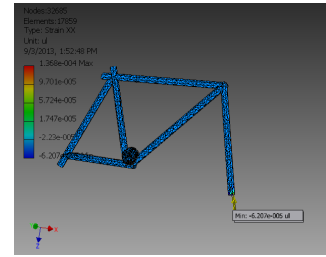 Nodes:32685
Elements:17859
Type: Strain XX
Unit: ul
9/3/2013, 1:52:48 PM
1.368e-004 Max
9.701e-005
5.724e-005
1.747e-005
-2.23e-005
-6.207e-005 Min
Min: -6.207e-005 ul
X
Z